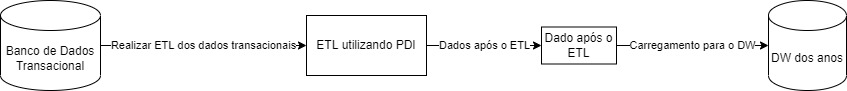 Banco de Dados
Transacional
Realizar ETL dos dados transacionais
ETL utilizando PDI
Dados após o ETL
Dado após o
ETL
Carregamento para o DW
DW dos anos